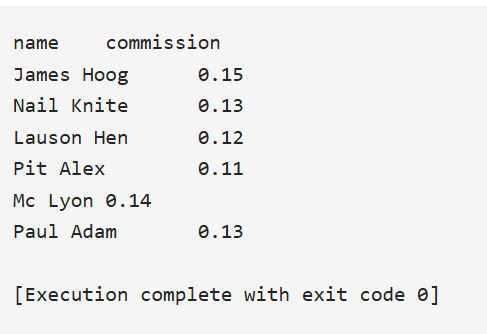 name    commission
James Hoog      0.15
Nail Knite      0.13
Lauson Hen      0.12
Pit Alex        0.11
Mc Lyon 0.14
Paul Adam       0.13
[Execution complete with exit code 0]